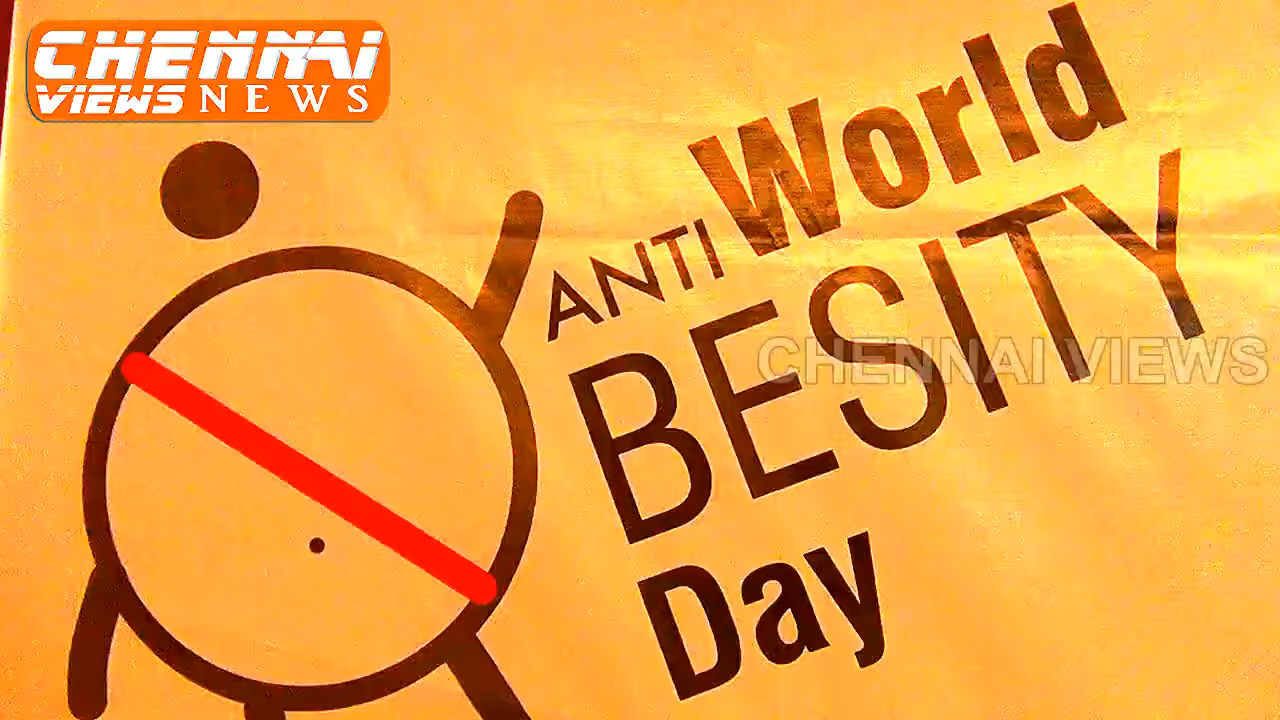 CHENNAI
VIEWS NEWS
World
ANTI
BESITY
Day
CHENNAI VIEWS